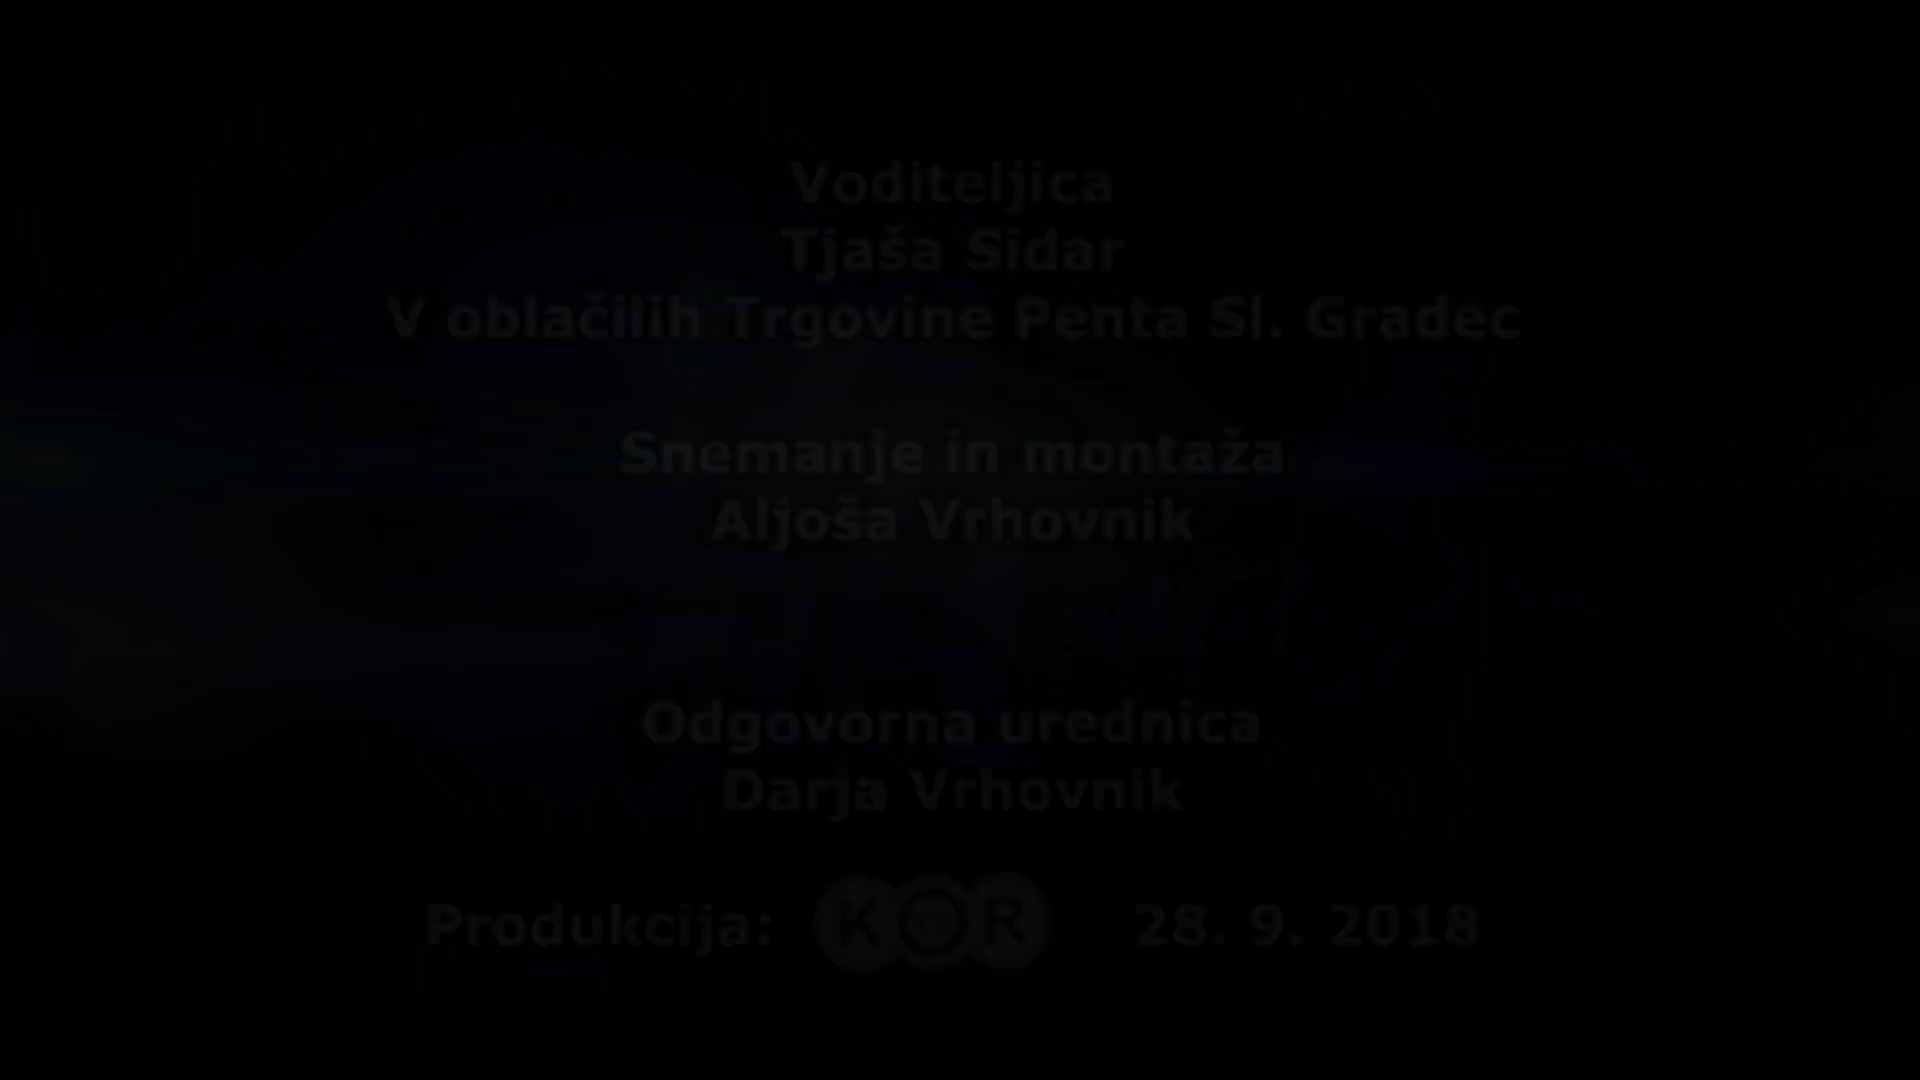 Voditeljica
Tjaša Sidar
V oblačilih Trgovine Penta Sl. Gradec
Snemanje in montaža
Aljoša Vrhovnik
Odgovorna urednica
Darja Vrhovnik
Produkcija: KOR 28. 9. 2018